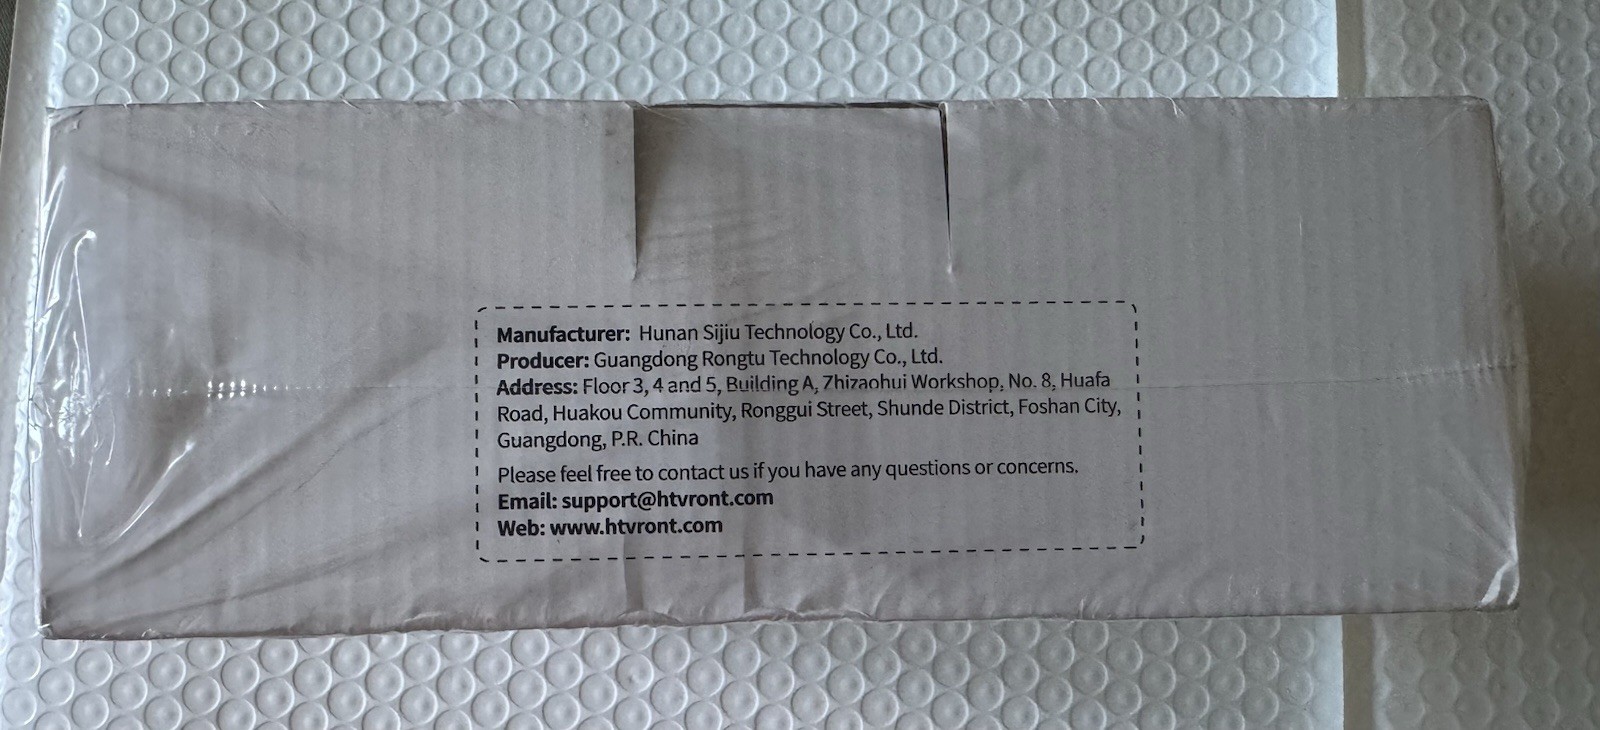 Manufacturer: Hunan Sijiu Technology Co., Ltd.
Producer: Guangdong Rongtu Technology Co., Ltd.
Address: Floor 3, 4 and 5, Building A, Zhizaohui Workshop, No. 8, Huafa
Road, Huakou Community, Ronggui Street, Shunde District, Foshan City,
Guangdong, P.R. China
Please feel free to contact us if you have any questions or concerns.
Email: support@htvront.com
Web: www.htvront.com